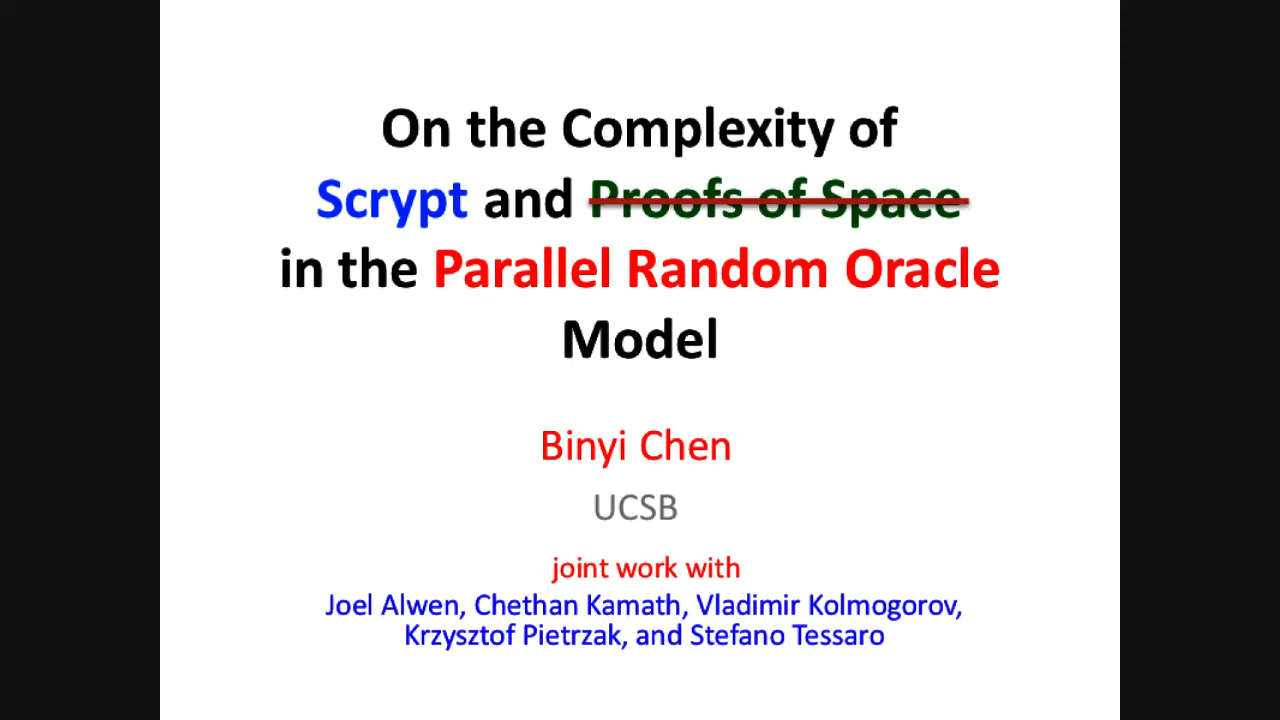 On the Complexity of
Scrypt and Proofs of Space
in the Parallel Random Oracle
Model
Binyi Chen
UCSB
joint work with
Joel Alwen, Chethan Kamath, Vladimir Kolmogorov,
Krzysztof Pietrzak, and Stefano Tessaro